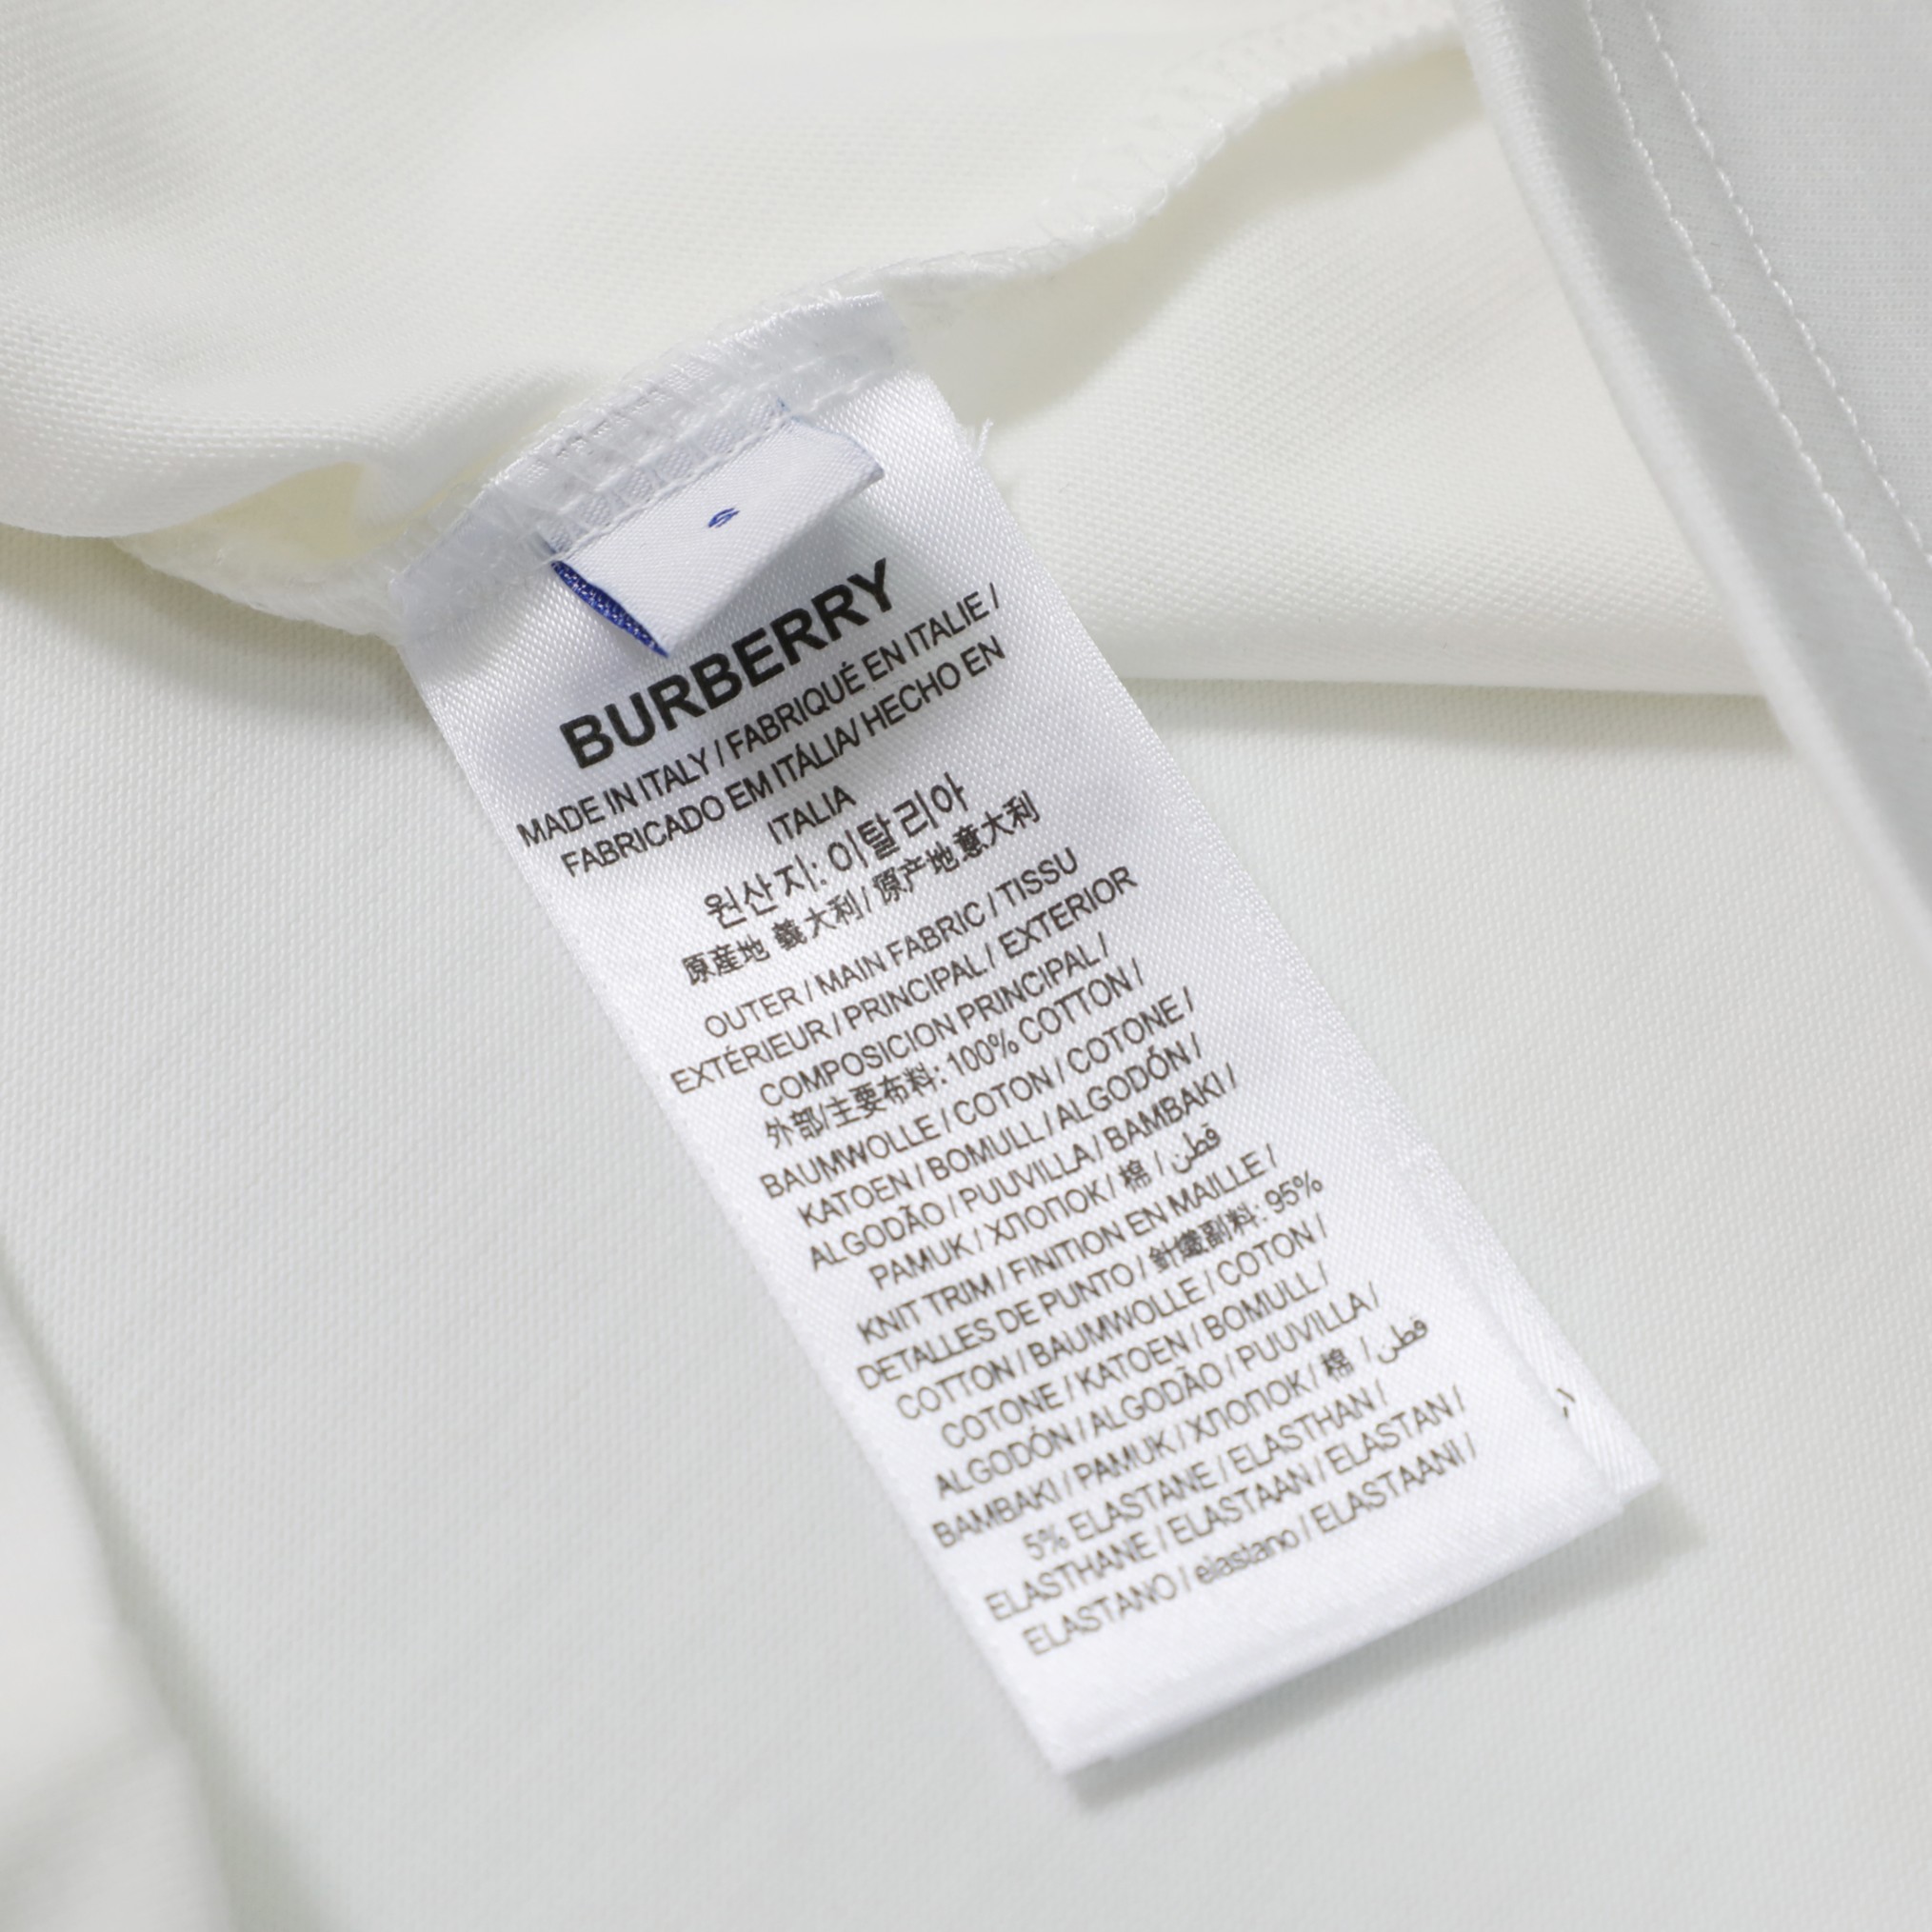 BURBERRY
MADE IN ITALY / FABRIQUÉ EN ITALIE /
FABRICADO EM ITÁLIA/ HECHO EN
ITALIA
원산지: 이탈리아
原産地 義大利 / 原产地意大利
OUTER / MAIN FABRIC / TISSU
EXTÉRIEUR / PRINCIPAL / EXTERIOR
COMPOSICION PRINCIPAL /
外部/主要布料: 100% COTTON /
BAUMWOLLE / COTON / COTONE /
KATOEN / BOMULL / ALGODÓN /
ALGODÃO / PUUVILLA / BAMBAKI /
PAMUK / ХЛОПОК / 棉 / قطن
KNIT TRIM / FINITION EN MAILLE /
DETALLES DE PUNTO / 針織副料: 95%
COTTON / BAUMWOLLE / COTON /
COTONE / KATOEN / BOMULL /
ALGODÓN / ALGODÃO / PUUVILLA /
BAMBAKI / PAMUK / ХЛОПОК / 棉 / قطن
5% ELASTANE / ELASTHAN /
ELASTHANE / ELASTAAN / ELASTAN /
ELASTANO / elastano / ELASTAANI /